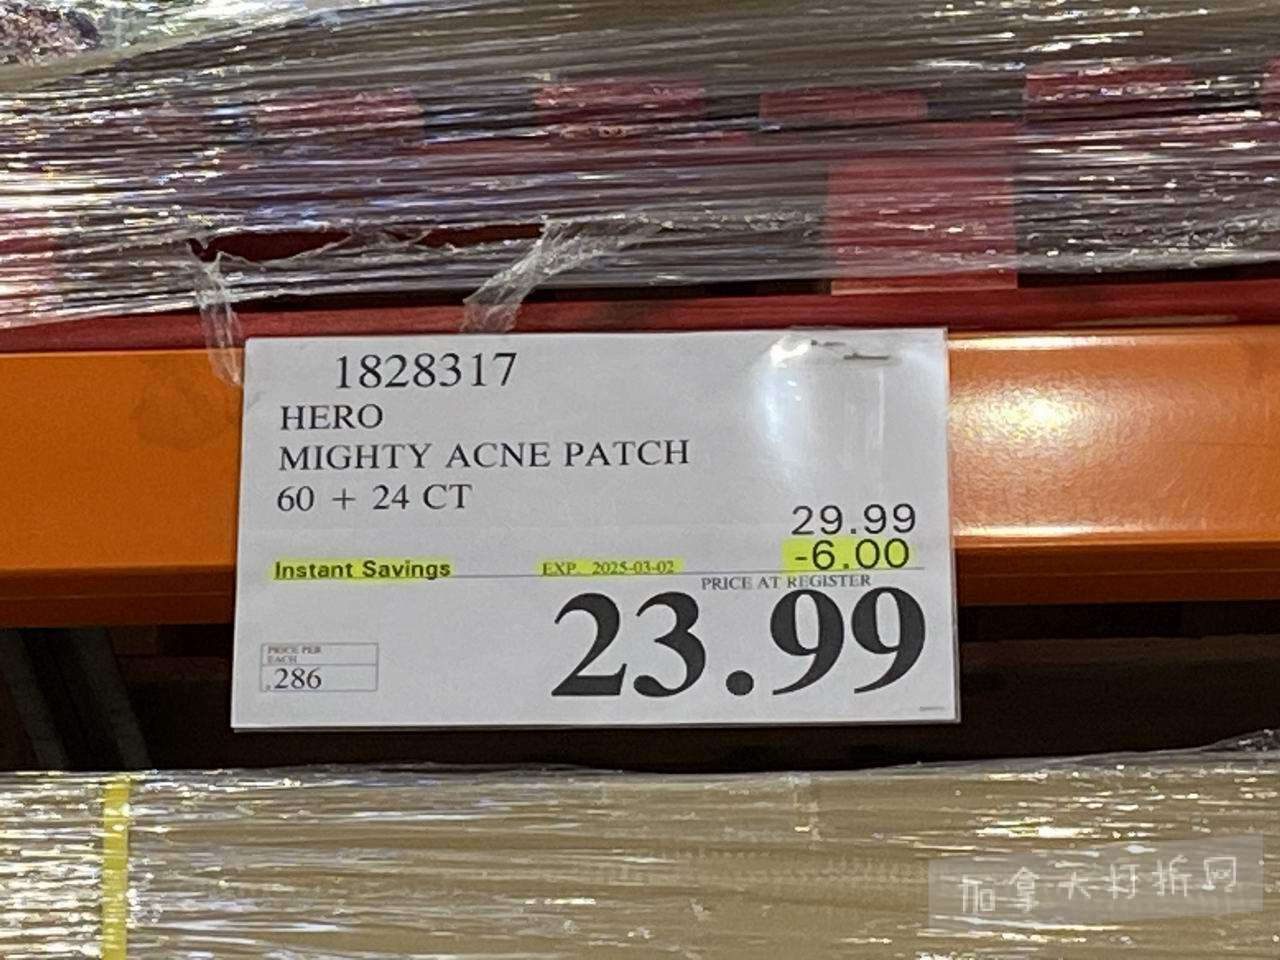 1828317
HERO
MIGHTY ACNE PATCH
60 + 24 CT
29.99
Instant Savings EXP. 2025-03-02 -6.00
PRICE AT REGISTER
23.99
PRICE PER
EACH
.286
加拿大打折网